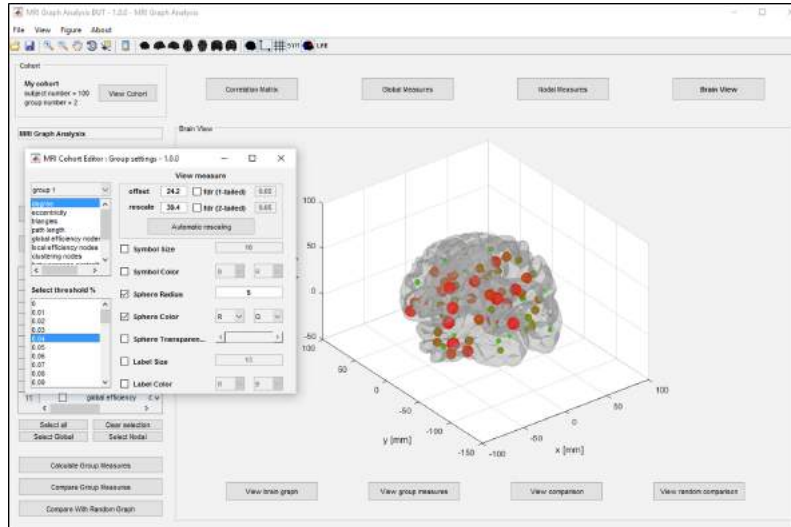 MRI Graph Analysis BUT - 1.0.0 - MRI Graph Analysis
File View Figure About
Cohort
My cohort
subject number = 100
group number = 2
View Cohort
Correlation Matrix
Global Measures
Nodal Measures
Brain View
MRI Graph Analysis
Brain View
MRI Cohort Editor : Group settings - 1.0.0
View measure
group 1
degree
eccentricity
triangles
path length
global efficiency nodes
local efficiency nodes
clustering nodes
offset 24.2 fdr (1-tailed) 0.05
rescale 39.4 fdr (2-tailed) 0.05
Automatic rescaling
Symbol Size 10
Symbol Color
Sphere Radius 5
Sphere Color R G
Sphere Transparen...
Label Size
Label Color
Select threshold %
0
0.01
0.02
0.03
0.04
0.05
0.06
0.07
0.08
0.09
15 global efficiency
Select all
Clear selection
Select Global
Select Nodal
Calculate Group Measures
Compare Group Measures
Compare With Random Graph
100
50
0
-50
100
50
0
-50
-100
-150
y [mm]
-100
-50
0
50
100
x [mm]
View brain graph
View group measures
View comparison
View random comparison